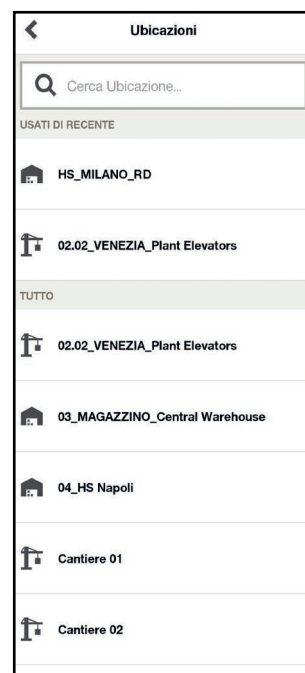 Ubicazioni
Cerca Ubicazione...
USATI DI RECENTE
HS_MILANO_RD
02.02_VENEZIA_Plant Elevators
TUTTO
02.02_VENEZIA_Plant Elevators
03_MAGAZZINO_Central Warehouse
04_HS Napoli
Cantiere 01
Cantiere 02